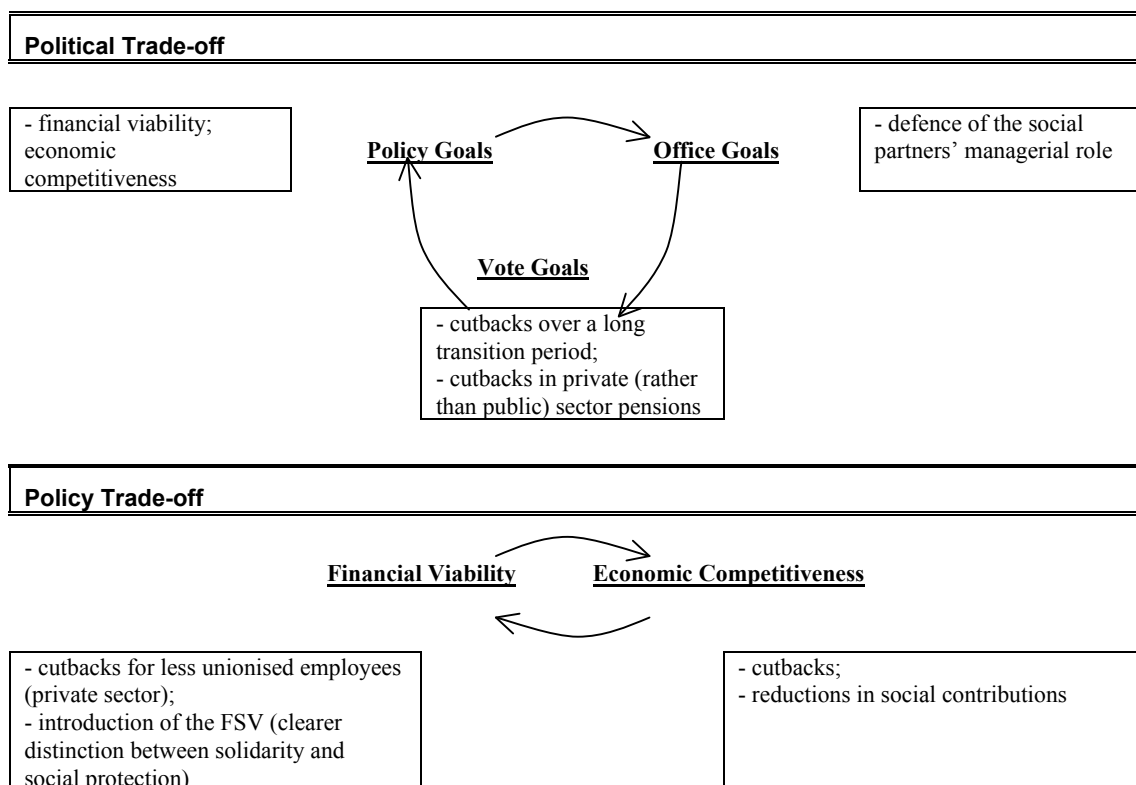 Political Trade-off
- financial viability;
economic
competitiveness
Policy Goals
Office Goals
- defence of the social
partners’ managerial role
Vote Goals
- cutbacks over a long
transition period;
- cutbacks in private (rather
than public) sector pensions
Policy Trade-off
Financial Viability
Economic Competitiveness
- cutbacks for less unionised employees
(private sector);
- introduction of the FSV (clearer
distinction between solidarity and
social protection)
- cutbacks;
- reductions in social contributions